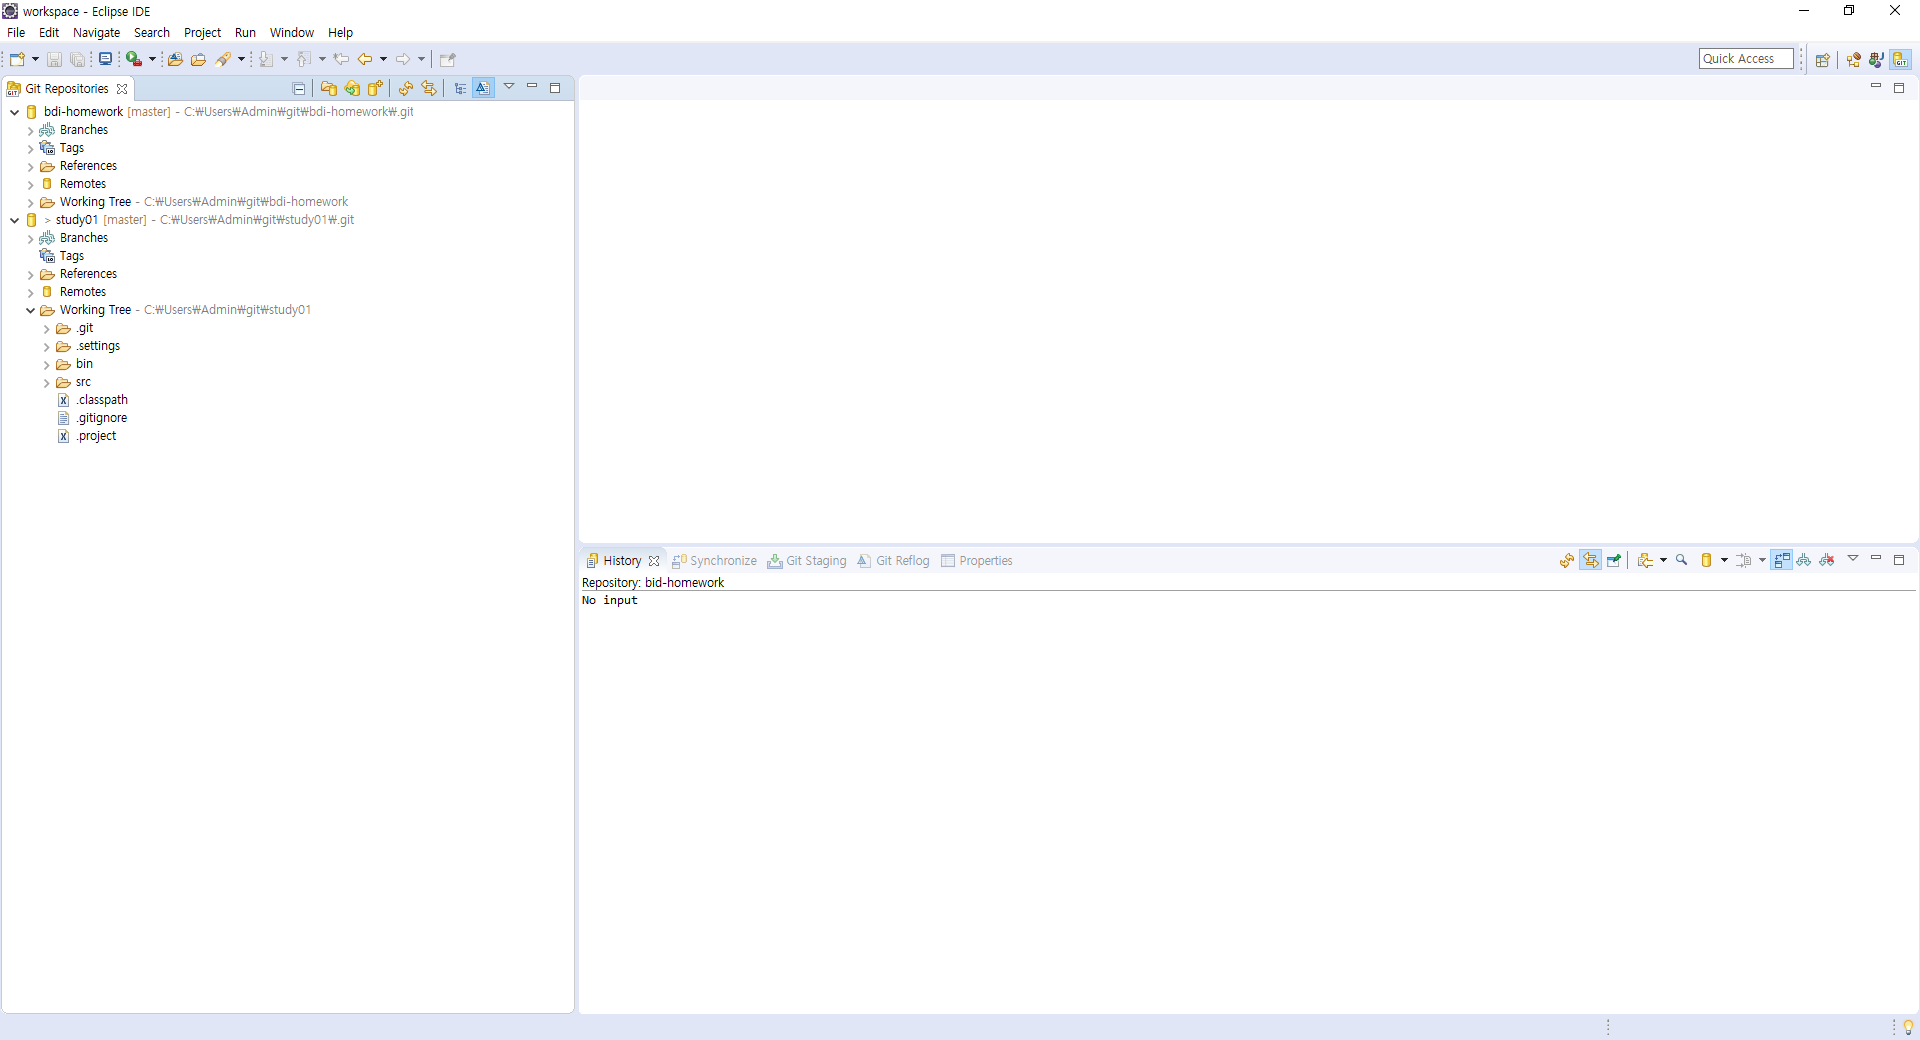 workspace - Eclipse IDE
File Edit Navigate Search Project Run Window Help
Quick Access
Git Repositories
bdi-homework [master] - C:₩Users₩Admin₩git₩bdi-homework₩.git
Branches
Tags
References
Remotes
Working Tree - C:₩Users₩Admin₩git₩bdi-homework
> study01 [master] - C:₩Users₩Admin₩git₩study01₩.git
Branches
Tags
References
Remotes
Working Tree - C:₩Users₩Admin₩git₩study01
.git
.settings
bin
src
.classpath
.gitignore
.project
History Synchronize Git Staging Git Reflog Properties
Repository: bid-homework
No input